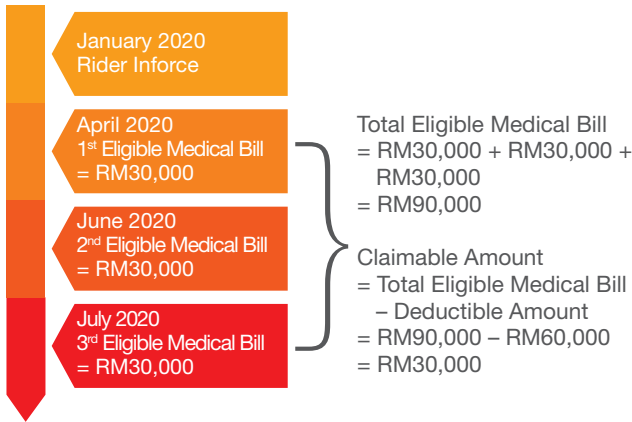 January 2020
Rider Inforce
April 2020
1st Eligible Medical Bill
= RM30,000
June 2020
2nd Eligible Medical Bill
= RM30,000
July 2020
3rd Eligible Medical Bill
= RM30,000
Total Eligible Medical Bill
= RM30,000 + RM30,000 +
RM30,000
= RM90,000
Claimable Amount
= Total Eligible Medical Bill
– Deductible Amount
= RM90,000 – RM60,000
= RM30,000